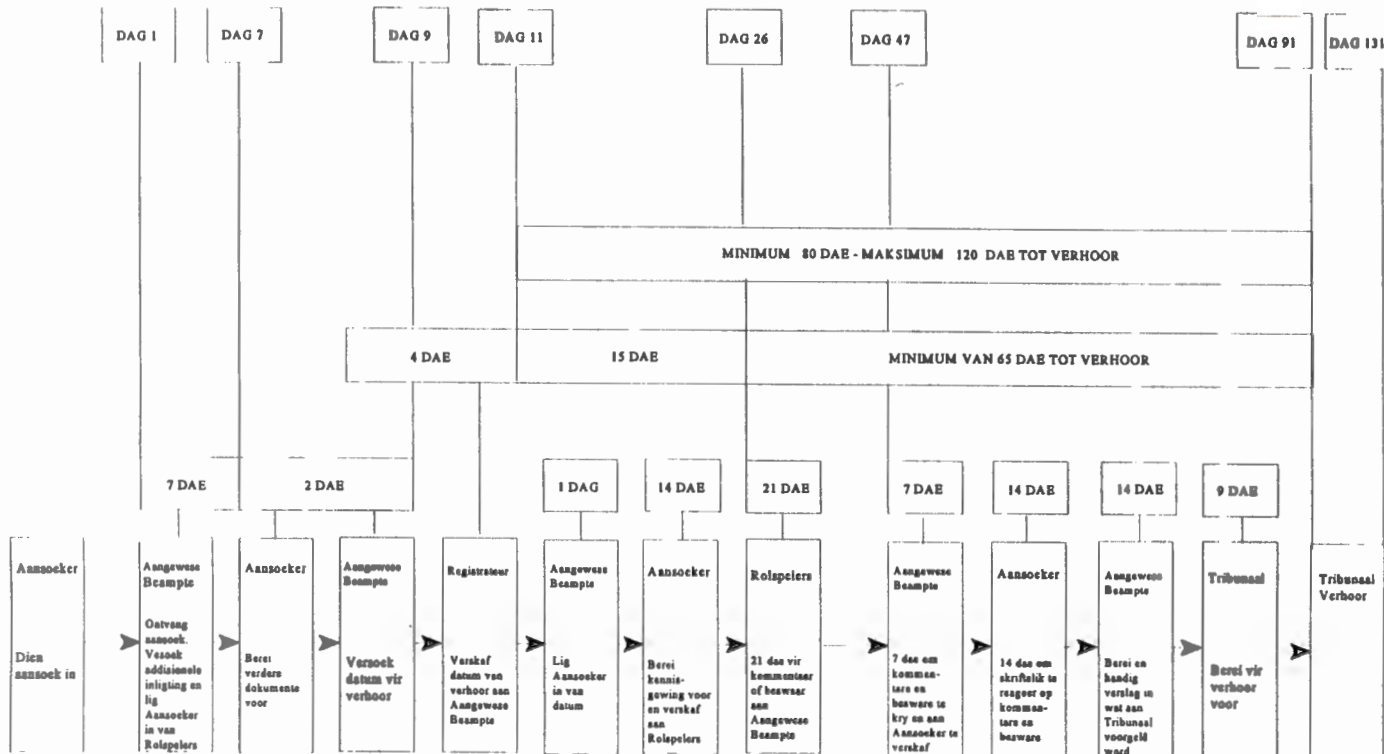 DAG 1
DAG 7
DAG 9
DAG 11
DAG 26
DAG 47
DAG 91
DAG 131
MINIMUM 80 DAE - MAKSIMUM 120 DAE TOT VERHOOR
4 DAE
15 DAE
MINIMUM VAN 65 DAE TOT VERHOOR
7 DAE
2 DAE
1 DAG
14 DAE
21 DAE
7 DAE
14 DAE
14 DAE
9 DAE
Aansoeker
Dien
aansoek in
Aangewese
Beampte
Ontvang
aansoek.
Vesoek
addisionele
inligting en
lig
Aansoeker
in van
Rolspelers
Aansoeker
Berei
verdere
dokumente
voor
Aangewese
Beampte
Versoek
datum vir
verhoor
Registrateur
Verskaf
datum van
verhoor aan
Aangewese
Beampte
Aangewese
Beampte
Lig
Aansoeker
in van
datum
Aansoeker
Berei
kennis-
gewing voor
en verskaf
aan
Rolspelers
Rolspelers
21 dae vir
kommentaar
of beswaar
aan
Aangewese
Beampte
Aangewese
Beampte
7 dae om
kommen-
tare en
besware te
kry en aan
Aansoeker te
verskaf
Aansoeker
14 dae om
skriftelik te
reageer op
kommen-
tare en
besware
Aangewese
Beampte
Berei en
handig
verslag in
wat aan
Tribunaal
voorgelê
word
Tribunaal
Berei vir
verhoor
voor
Tribunaal
Verhoor